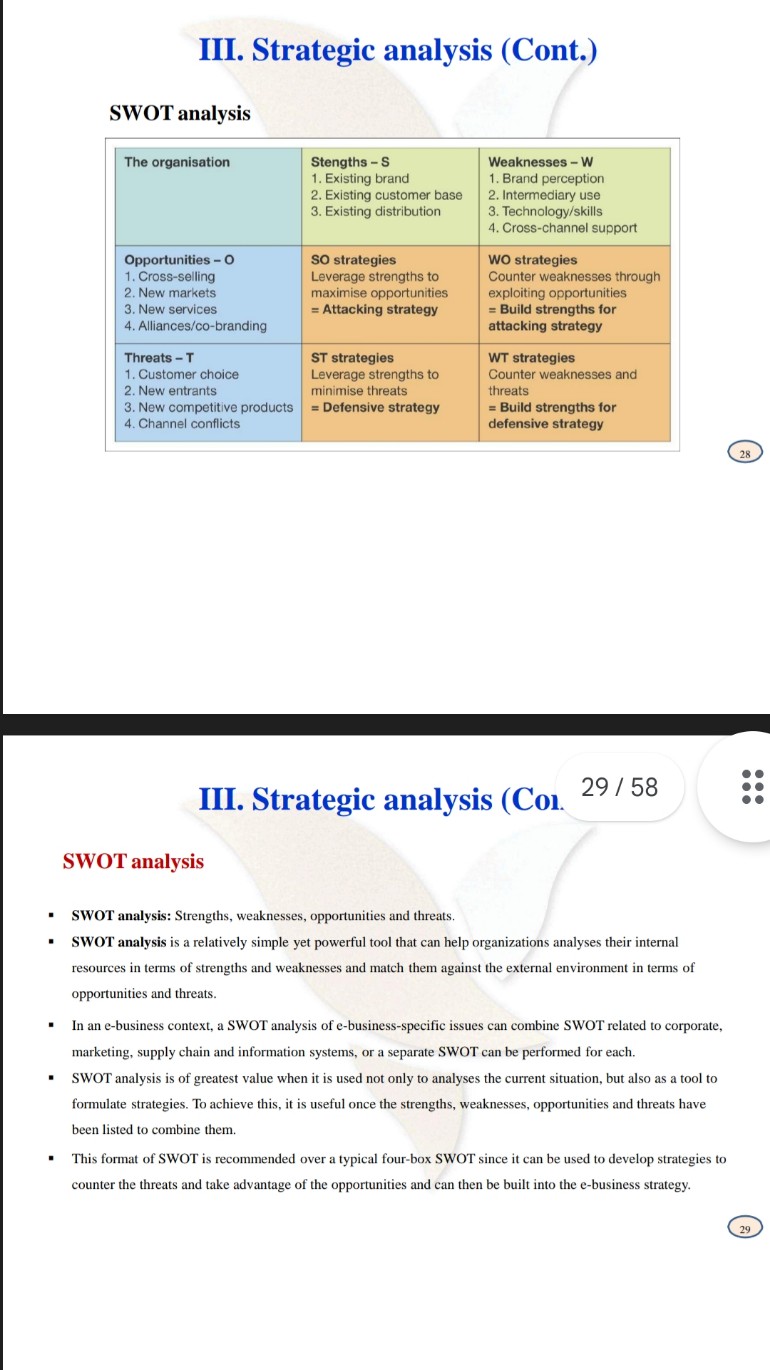 III. Strategic analysis (Cont.)
SWOT analysis
The organisation
Stengths – S
1. Existing brand
2. Existing customer base
3. Existing distribution
Weaknesses – W
1. Brand perception
2. Intermediary use
3. Technology/skills
4. Cross-channel support
Opportunities – O
1. Cross-selling
2. New markets
3. New services
4. Alliances/co-branding
SO strategies
Leverage strengths to
maximise opportunities
= Attacking strategy
WO strategies
Counter weaknesses through
exploiting opportunities
= Build strengths for
attacking strategy
Threats – T
1. Customer choice
2. New entrants
3. New competitive products
4. Channel conflicts
ST strategies
Leverage strengths to
minimise threats
= Defensive strategy
WT strategies
Counter weaknesses and
threats
= Build strengths for
defensive strategy
28
III. Strategic analysis (Con
29 / 58
SWOT analysis
▪ SWOT analysis: Strengths, weaknesses, opportunities and threats.
▪ SWOT analysis is a relatively simple yet powerful tool that can help organizations analyses their internal
resources in terms of strengths and weaknesses and match them against the external environment in terms of
opportunities and threats.
▪ In an e-business context, a SWOT analysis of e-business-specific issues can combine SWOT related to corporate,
marketing, supply chain and information systems, or a separate SWOT can be performed for each.
▪ SWOT analysis is of greatest value when it is used not only to analyses the current situation, but also as a tool to
formulate strategies. To achieve this, it is useful once the strengths, weaknesses, opportunities and threats have
been listed to combine them.
▪ This format of SWOT is recommended over a typical four-box SWOT since it can be used to develop strategies to
counter the threats and take advantage of the opportunities and can then be built into the e-business strategy.
29